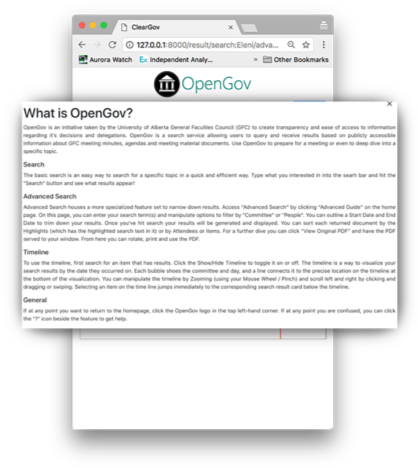 ClearGov
127.0.0.1:8000/result/search:Eleni/adva...
Aurora Watch Ex Independent Analy... » Other Bookmarks
OpenGov
What is OpenGov?
OpenGov is an initiative taken by the University of Alberta General Faculties Council (GFC) to create transparency and ease of access to information
regarding it's decisions and delegations. OpenGov is a search service allowing users to query and receive results based on publicly accessible
information about GFC meeting minutes, agendas and meeting material documents. Use OpenGov to prepare for a meeting or even to deep dive into a
specific topic.
Search
The basic search is an easy way to search for a specific topic in a quick and efficient way. Type what you interested in into the searh bar and hit the
"Search" button and see what results appear!
Advanced Search
Advanced Search houses a more specialized feature set to narrow down results. Access "Advanced Search" by clicking "Advanced Guide" on the home
page. On this page, you can enter your search term(s) and manipulate options to filter by "Committee" or "People". You can outline a Start Date and End
Date to trim down your results. Once you've hit search your results will be generated and displayed. You can sort each returned document by the
Highlights (which has the highlighted search text in it) or by Attendees or Items. For a further dive you can click "View Original PDF" and have the PDF
served to your window. From here you can rotate, print and use the PDF.
Timeline
To use the timeline, first search for an item that has results. Click the Show/Hide Timeline to toggle it on or off. The timeline is a way to visualize your
search results by the date they occurred on. Each bubble shoes the committee and day, and a line connects it to the precise location on the timeline at
the bottom of the visualization. You can manipulate the timeline by Zooming (using your Mouse Wheel / Pinch) and scroll left and right by clicking and
dragging or swiping. Selecting an item on the time line jumps immediately to the corresponding search result card below the timeline.
General
If at any point you want to return to the homepage, click the OpenGov logo in the top left-hand corner. If at any point you are confused, you can click
the "?" icon beside the feature to get help.